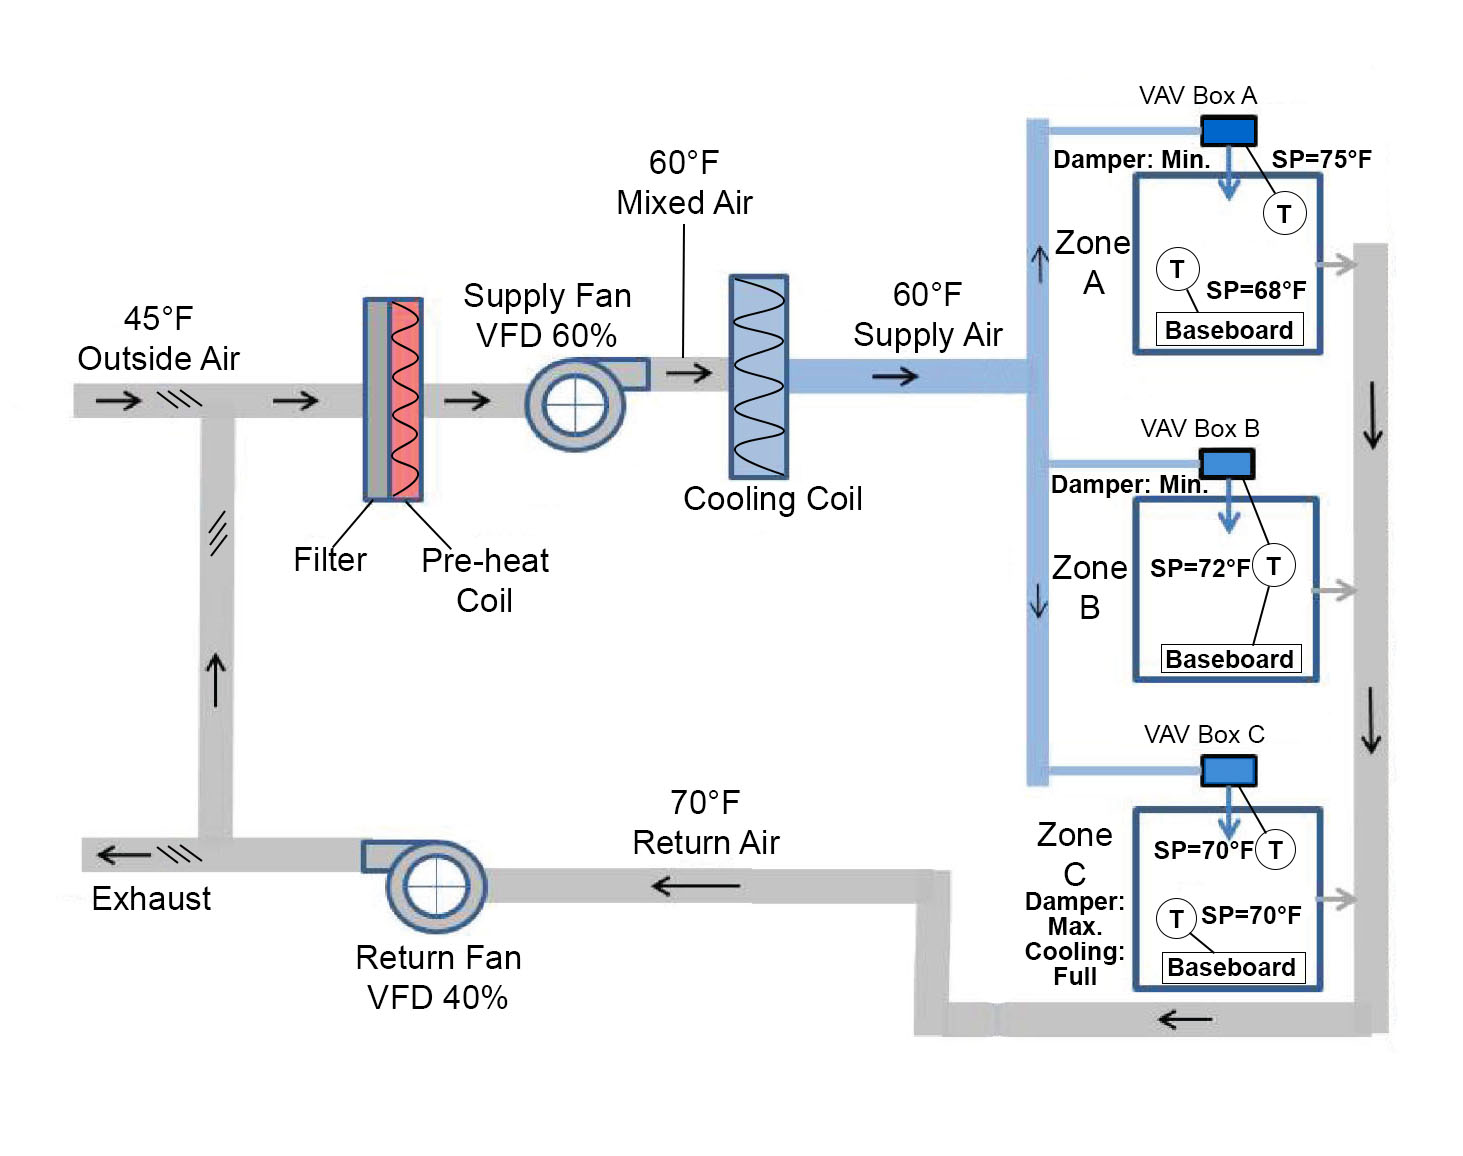 VAV Box A
Damper: Min.
SP=75°F
T
Zone
A
T
SP=68°F
Baseboard
60°F
Mixed Air
45°F
Outside Air
Supply Fan
VFD 60%
60°F
Supply Air
Filter
Pre-heat
Coil
Cooling Coil
VAV Box B
Damper: Min.
Zone
B
SP=72°F
T
Baseboard
VAV Box C
Zone
C
Damper:
Max.
Cooling:
Full
SP=70°F
T
T
SP=70°F
Baseboard
70°F
Return Air
Exhaust
Return Fan
VFD 40%